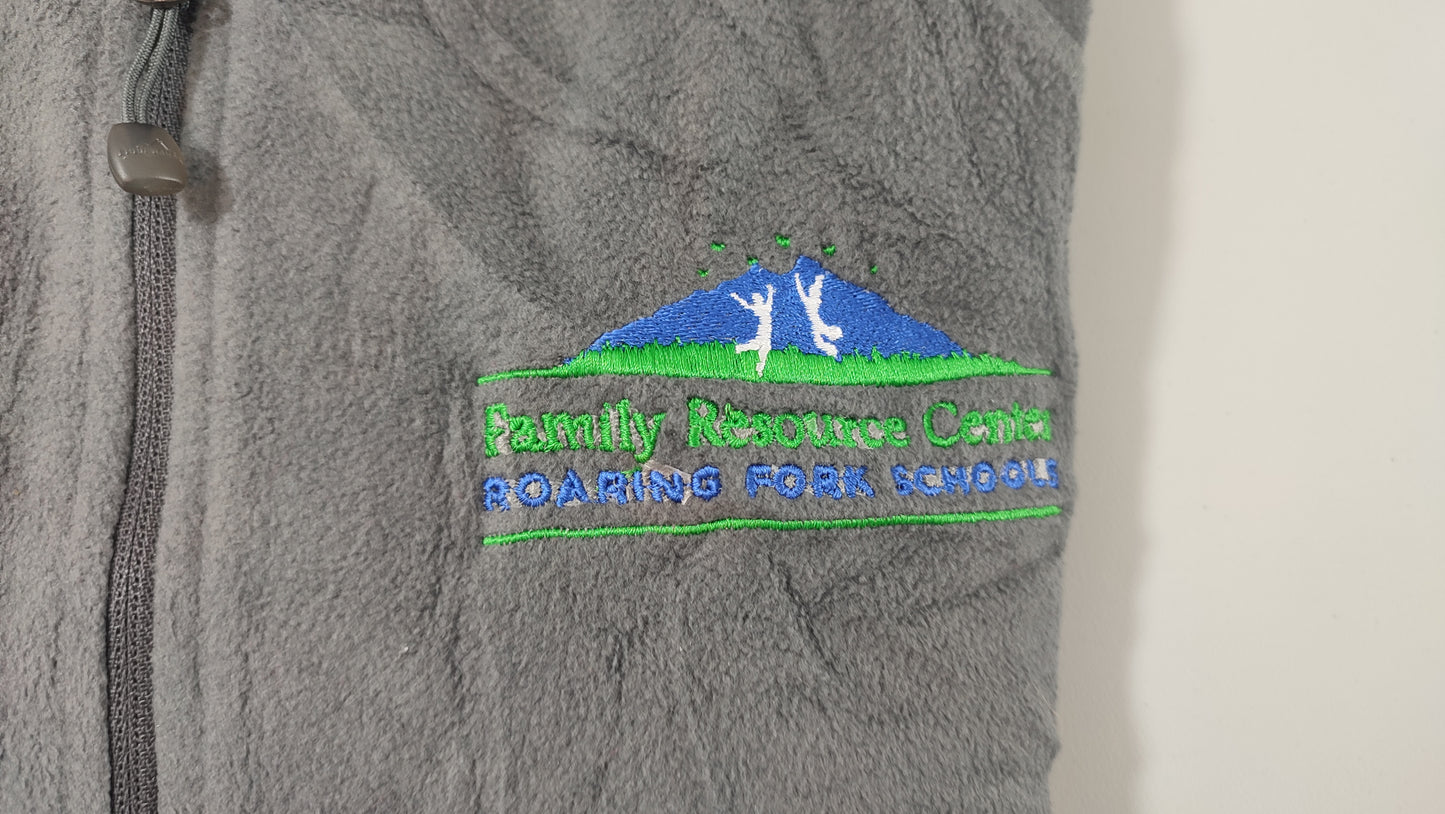 Family Resource Center
ROARING FORK SCHOOLS